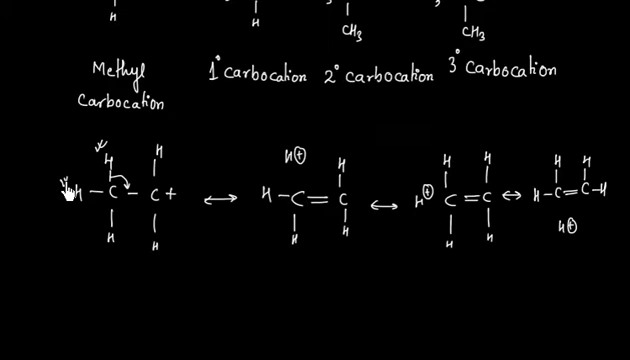 H H
CH3 CH3
Methyl
Carbocation
1° Carbocation
2° Carbocation
3° Carbocation
H H
H - C - C +
H H
↔
H ⊕ H
H - C = C
H H
↔
H H
H ⊕ C = C
H H
↔
H H
H - C = C - H
H ⊕